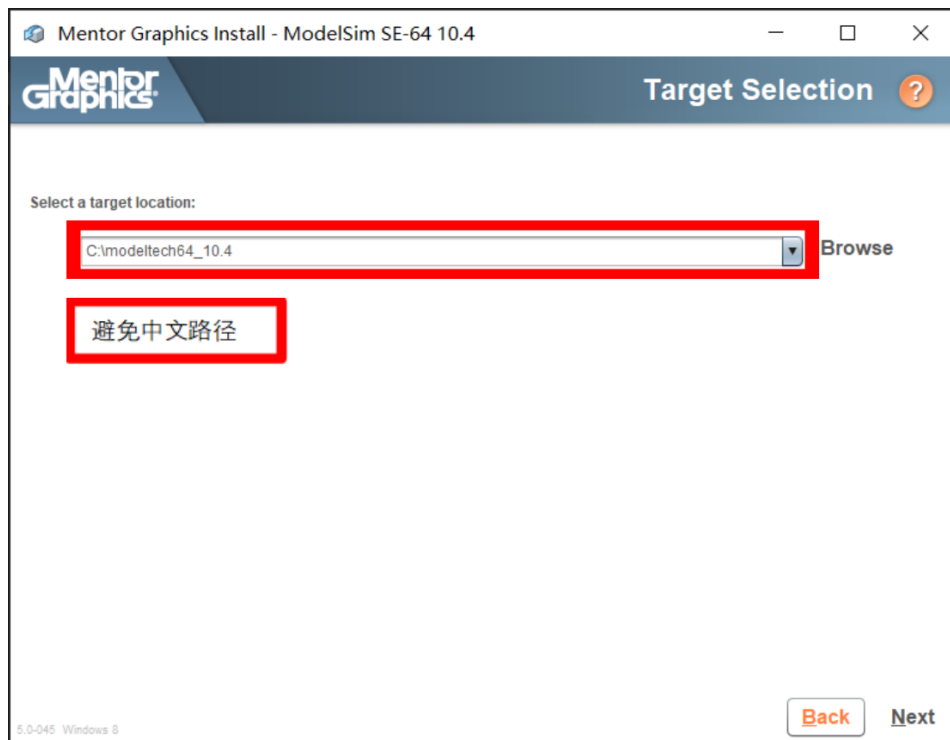 Mentor Graphics Install - ModelSim SE-64 10.4
Mentor
Graphics
Target Selection ?
Select a target location:
C:\modeltech64_10.4
Browse
避免中文路径
Back Next
5.0-045 Windows 8